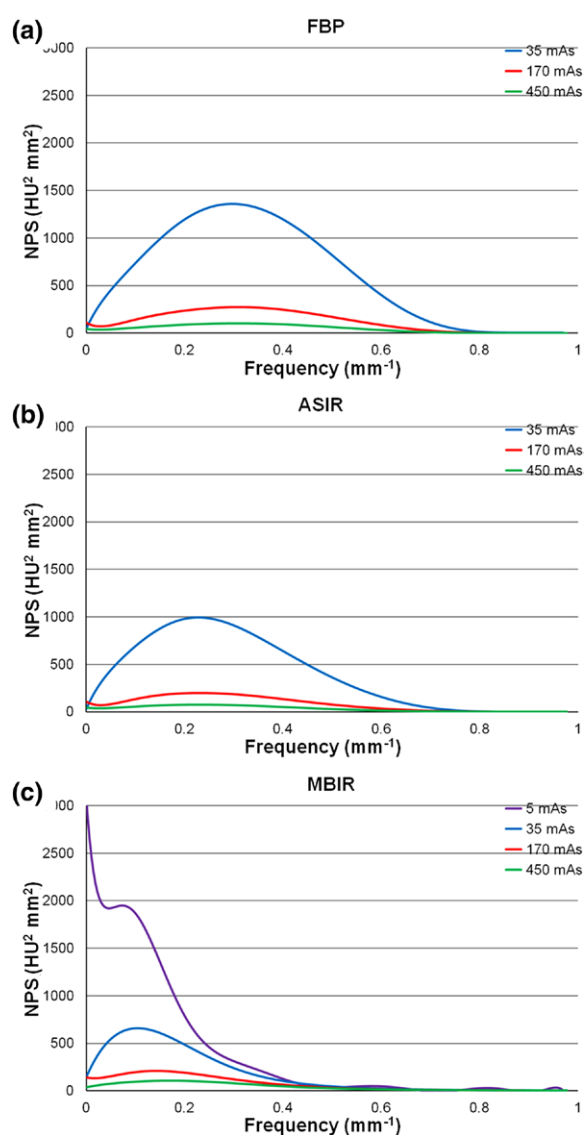 (a)
FBP
2500
2000
1500
1000
500
0
NPS (HU² mm²)
35 mAs
170 mAs
450 mAs
0 0.2 0.4 0.6 0.8 1
Frequency (mm⁻¹)
(b)
ASIR
2500
2000
1500
1000
500
0
NPS (HU² mm²)
35 mAs
170 mAs
450 mAs
0 0.2 0.4 0.6 0.8 1
Frequency (mm⁻¹)
(c)
MBIR
2500
2000
1500
1000
500
0
NPS (HU² mm²)
5 mAs
35 mAs
170 mAs
450 mAs
0 0.2 0.4 0.6 0.8 1
Frequency (mm⁻¹)